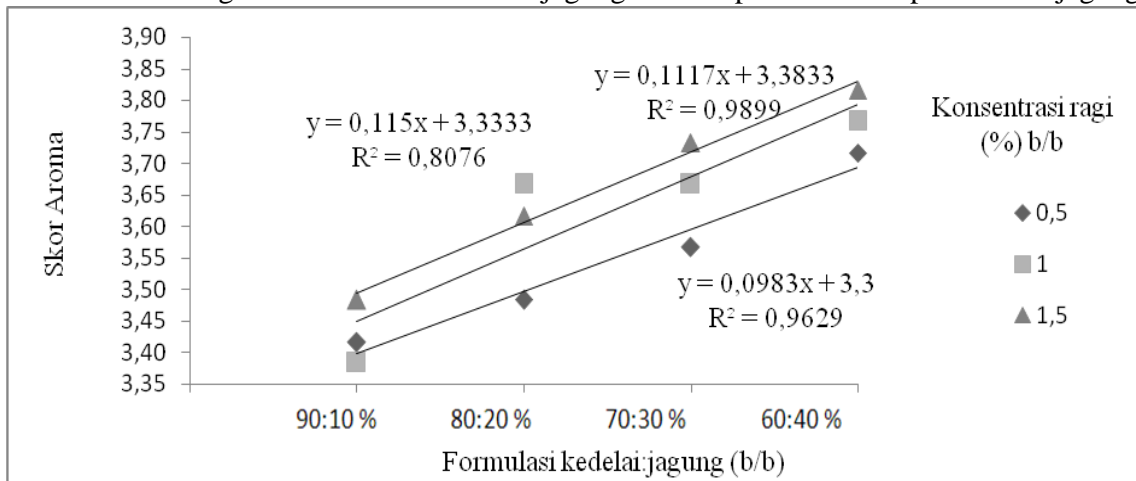 3,90
3,85
3,80
3,75
3,70
3,65
3,60
3,55
3,50
3,45
3,40
3,35
Skor Aroma
y = 0,115x + 3,3333
R² = 0,8076
y = 0,1117x + 3,3833
R² = 0,9899
y = 0,0983x + 3,3
R² = 0,9629
Konsentrasi ragi
(%) b/b
0,5
1
1,5
90:10 % 80:20 % 70:30 % 60:40 %
Formulasi kedelai:jagung (b/b)